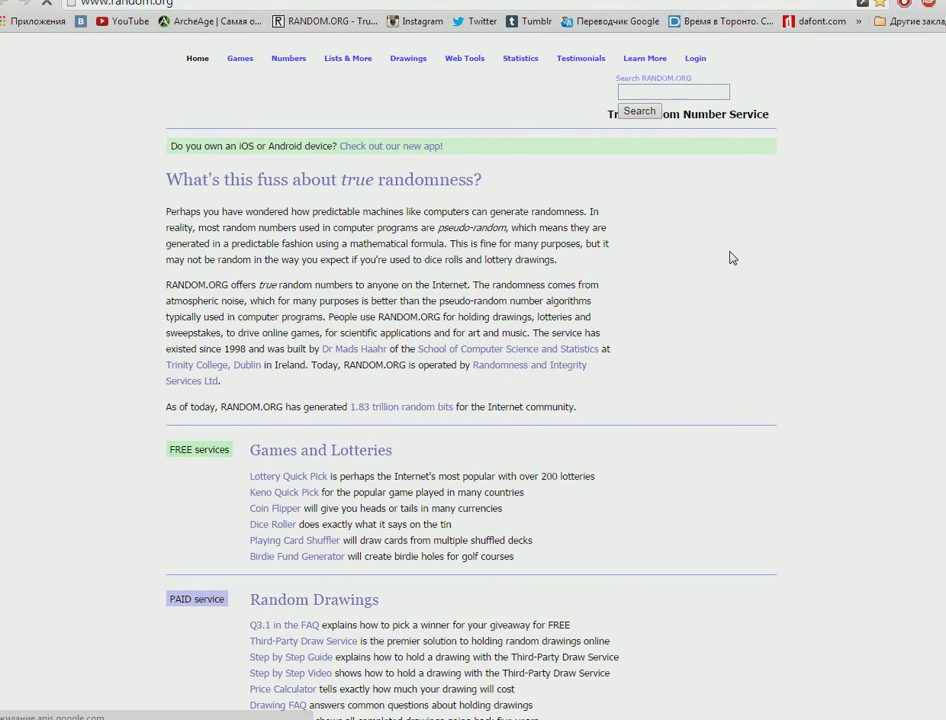 www.random.org
Приложения YouTube ArcheAge | Самая о... RANDOM.ORG - Tru... Instagram Twitter Tumblr Переводчик Google Время в Торонто. С... dafont.com » Другие закла
Home Games Numbers Lists & More Drawings Web Tools Statistics Testimonials Learn More Login
Search RANDOM.ORG
Search
om Number Service
Do you own an iOS or Android device? Check out our new app!
What's this fuss about true randomness?
Perhaps you have wondered how predictable machines like computers can generate randomness. In
reality, most random numbers used in computer programs are pseudo-random, which means they are
generated in a predictable fashion using a mathematical formula. This is fine for many purposes, but it
may not be random in the way you expect if you're used to dice rolls and lottery drawings.
RANDOM.ORG offers true random numbers to anyone on the Internet. The randomness comes from
atmospheric noise, which for many purposes is better than the pseudo-random number algorithms
typically used in computer programs. People use RANDOM.ORG for holding drawings, lotteries and
sweepstakes, to drive online games, for scientific applications and for art and music. The service has
existed since 1998 and was built by Dr Mads Haahr of the School of Computer Science and Statistics at
Trinity College, Dublin in Ireland. Today, RANDOM.ORG is operated by Randomness and Integrity
Services Ltd.
As of today, RANDOM.ORG has generated 1.83 trillion random bits for the Internet community.
FREE services
Games and Lotteries
Lottery Quick Pick is perhaps the Internet's most popular with over 200 lotteries
Keno Quick Pick for the popular game played in many countries
Coin Flipper will give you heads or tails in many currencies
Dice Roller does exactly what it says on the tin
Playing Card Shuffler will draw cards from multiple shuffled decks
Birdie Fund Generator will create birdie holes for golf courses
PAID service
Random Drawings
Q3.1 in the FAQ explains how to pick a winner for your giveaway for FREE
Third-Party Draw Service is the premier solution to holding random drawings online
Step by Step Guide explains how to hold a drawing with the Third-Party Draw Service
Step by Step Video shows how to hold a drawing with the Third-Party Draw Service
Price Calculator tells exactly how much your drawing will cost
Drawing FAQ answers common questions about holding drawings
shows all completed drawings going back five years